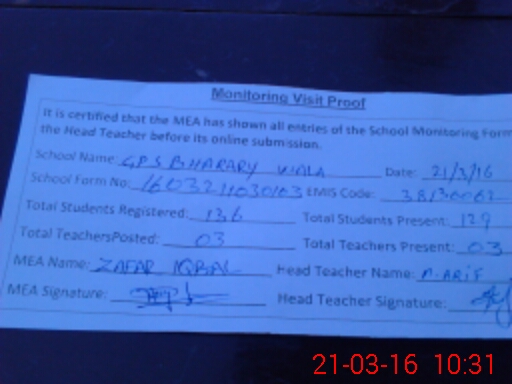 Monitoring Visit Proof
It is certified that the MEA has shown all entries of the School Monitoring Form
the Head Teacher before its online submission.
School Name: GPS BHARARY WALA Date: 21/3/16
School Form No: EMIS Code:
Total Students Registered: 136 Total Students Present: 129
Total TeachersPosted: 03 Total Teachers Present: 03
MEA Name: ZAFAR IQBAL Head Teacher Name: M. ARIF
MEA Signature: Head Teacher Signature:
21-03-16 10:31